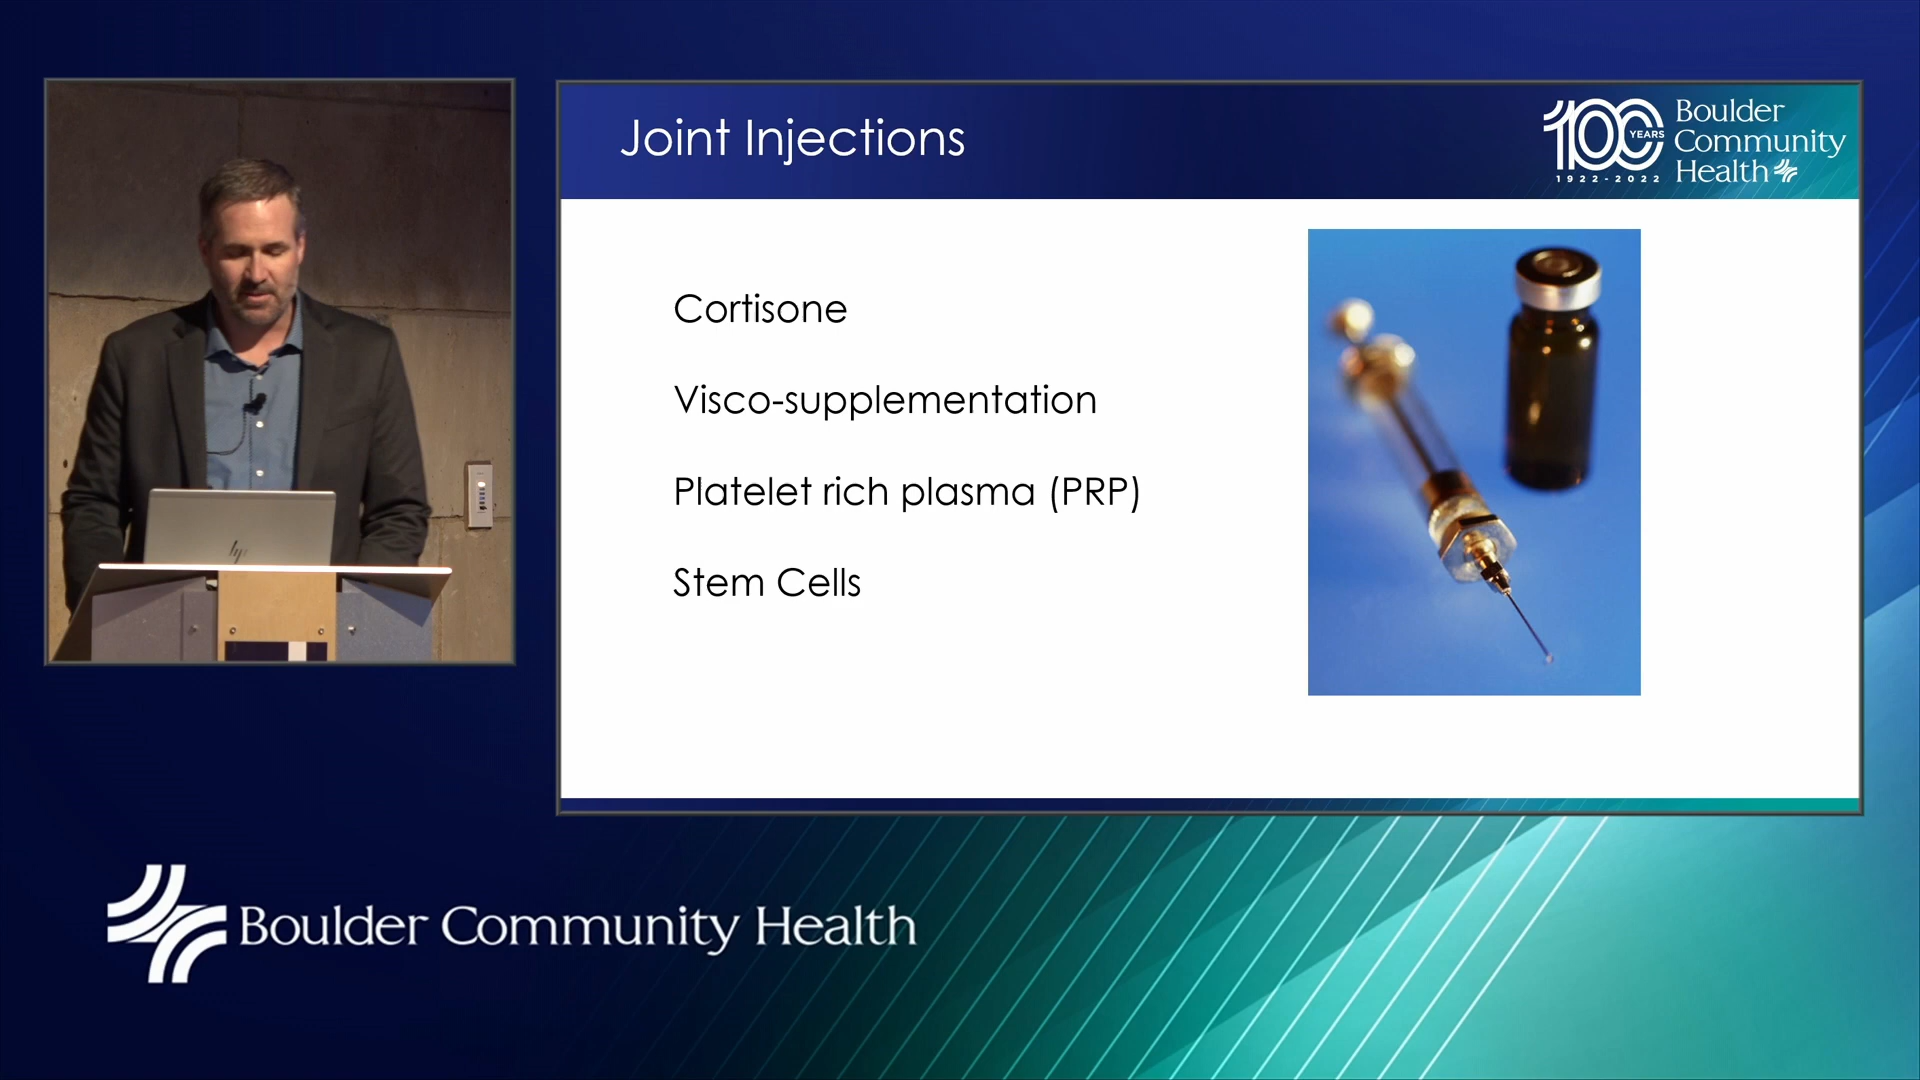 Joint Injections
100
YEARS
1922-2022
Boulder
Community
Health
Cortisone
Visco-supplementation
Platelet rich plasma (PRP)
Stem Cells
hp
Boulder Community Health